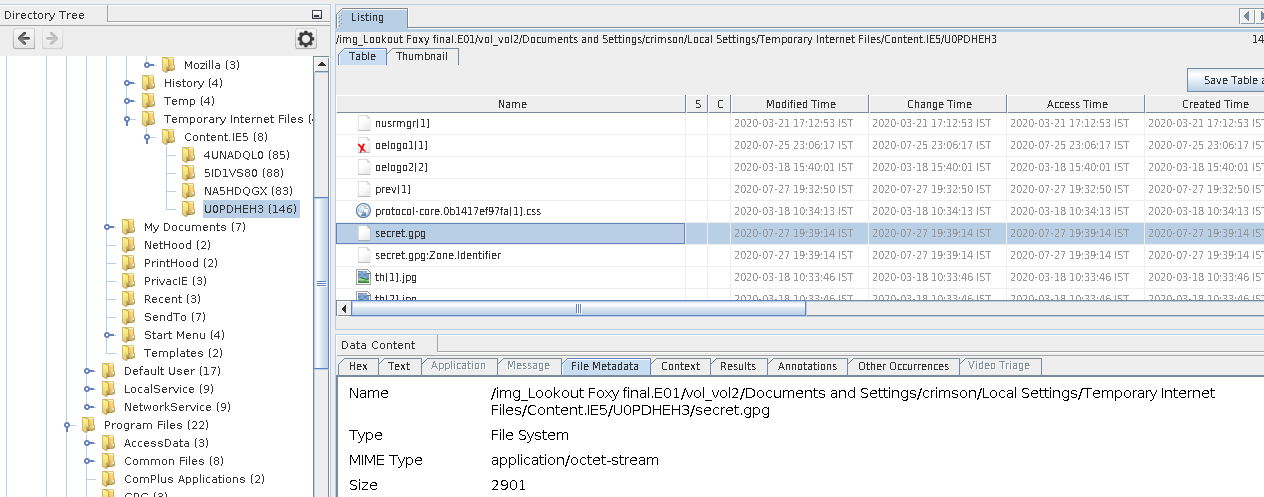 Directory Tree
Mozilla (3)
History (4)
Temp (4)
Temporary Internet Files (
Content.IE5 (8)
4UNADQL0 (85)
5ID1VS80 (88)
NA5HDQGX (83)
U0PDHEH3 (146)
My Documents (7)
NetHood (2)
PrintHood (2)
PrivacIE (3)
Recent (3)
SendTo (7)
Start Menu (4)
Templates (2)
Default User (17)
LocalService (9)
NetworkService (9)
Program Files (22)
AccessData (3)
Common Files (8)
ComPlus Applications (2)
GPG (3)
Listing
/img_Lookout Foxy final.E01/vol_vol2/Documents and Settings/crimson/Local Settings/Temporary Internet Files/Content.IE5/U0PDHEH3 14
Table Thumbnail
Save Table a
Name S C Modified Time Change Time Access Time Created Time
nusrmgr[1] 2020-03-21 17:12:53 IST 2020-03-21 17:12:53 IST 2020-03-21 17:12:53 IST 2020-03-21 17:12:53 IST
oelogo1[1] 2020-07-25 23:06:17 IST 2020-07-25 23:06:17 IST 2020-07-25 23:06:17 IST 2020-07-25 23:06:17 IST
oelogo2[2] 2020-03-18 15:40:01 IST 2020-03-18 15:40:01 IST 2020-03-18 15:40:01 IST 2020-03-18 15:40:01 IST
prev[1] 2020-07-27 19:32:50 IST 2020-07-27 19:32:50 IST 2020-07-27 19:32:50 IST 2020-07-27 19:32:50 IST
protocol-core.0b1417ef97fa[1].css 2020-03-18 10:34:13 IST 2020-03-18 10:34:13 IST 2020-03-18 10:34:13 IST 2020-03-18 10:34:13 IST
secret.gpg 2020-07-27 19:39:14 IST 2020-07-27 19:39:14 IST 2020-07-27 19:39:14 IST 2020-07-27 19:39:14 IST
secret.gpg:Zone.Identifier 2020-07-27 19:39:14 IST 2020-07-27 19:39:14 IST 2020-07-27 19:39:14 IST 2020-07-27 19:39:14 IST
th[1].jpg 2020-03-18 10:33:46 IST 2020-03-18 10:33:46 IST 2020-03-18 10:33:46 IST 2020-03-18 10:33:46 IST
th[2].jpg
Data Content
Hex Text Application Message File Metadata Context Results Annotations Other Occurrences Video Triage
Name /img_Lookout Foxy final.E01/vol_vol2/Documents and Settings/crimson/Local Settings/Temporary Internet
Files/Content.IE5/U0PDHEH3/secret.gpg
Type File System
MIME Type application/octet-stream
Size 2901